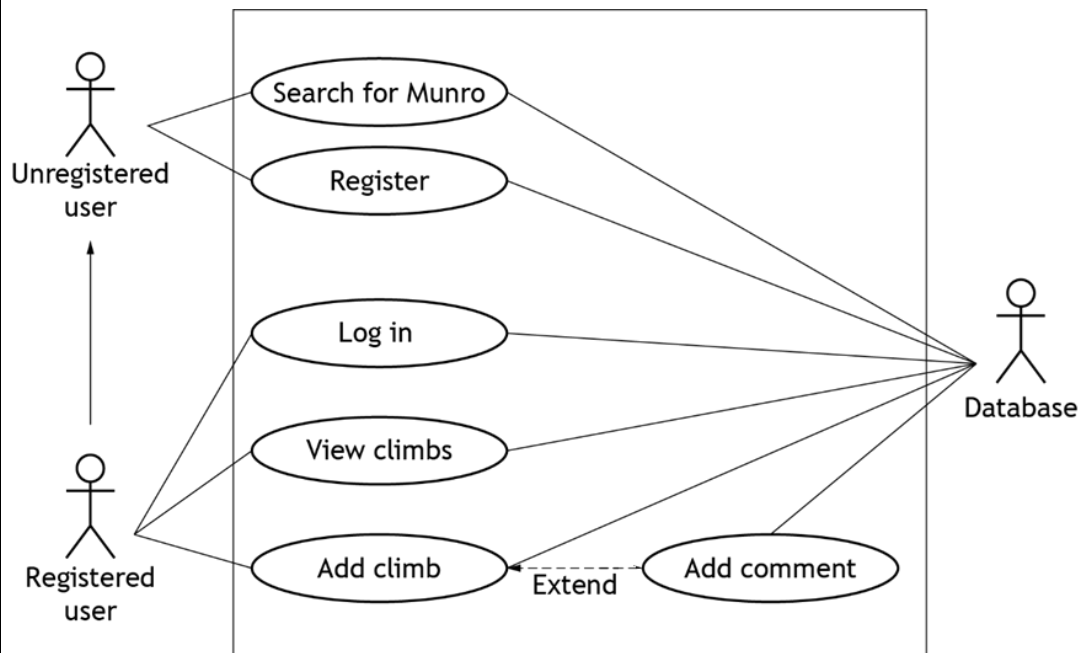 Search for Munro
Unregistered
user
Register
Log in
Database
View climbs
Registered
user
Add climb
Extend
Add comment